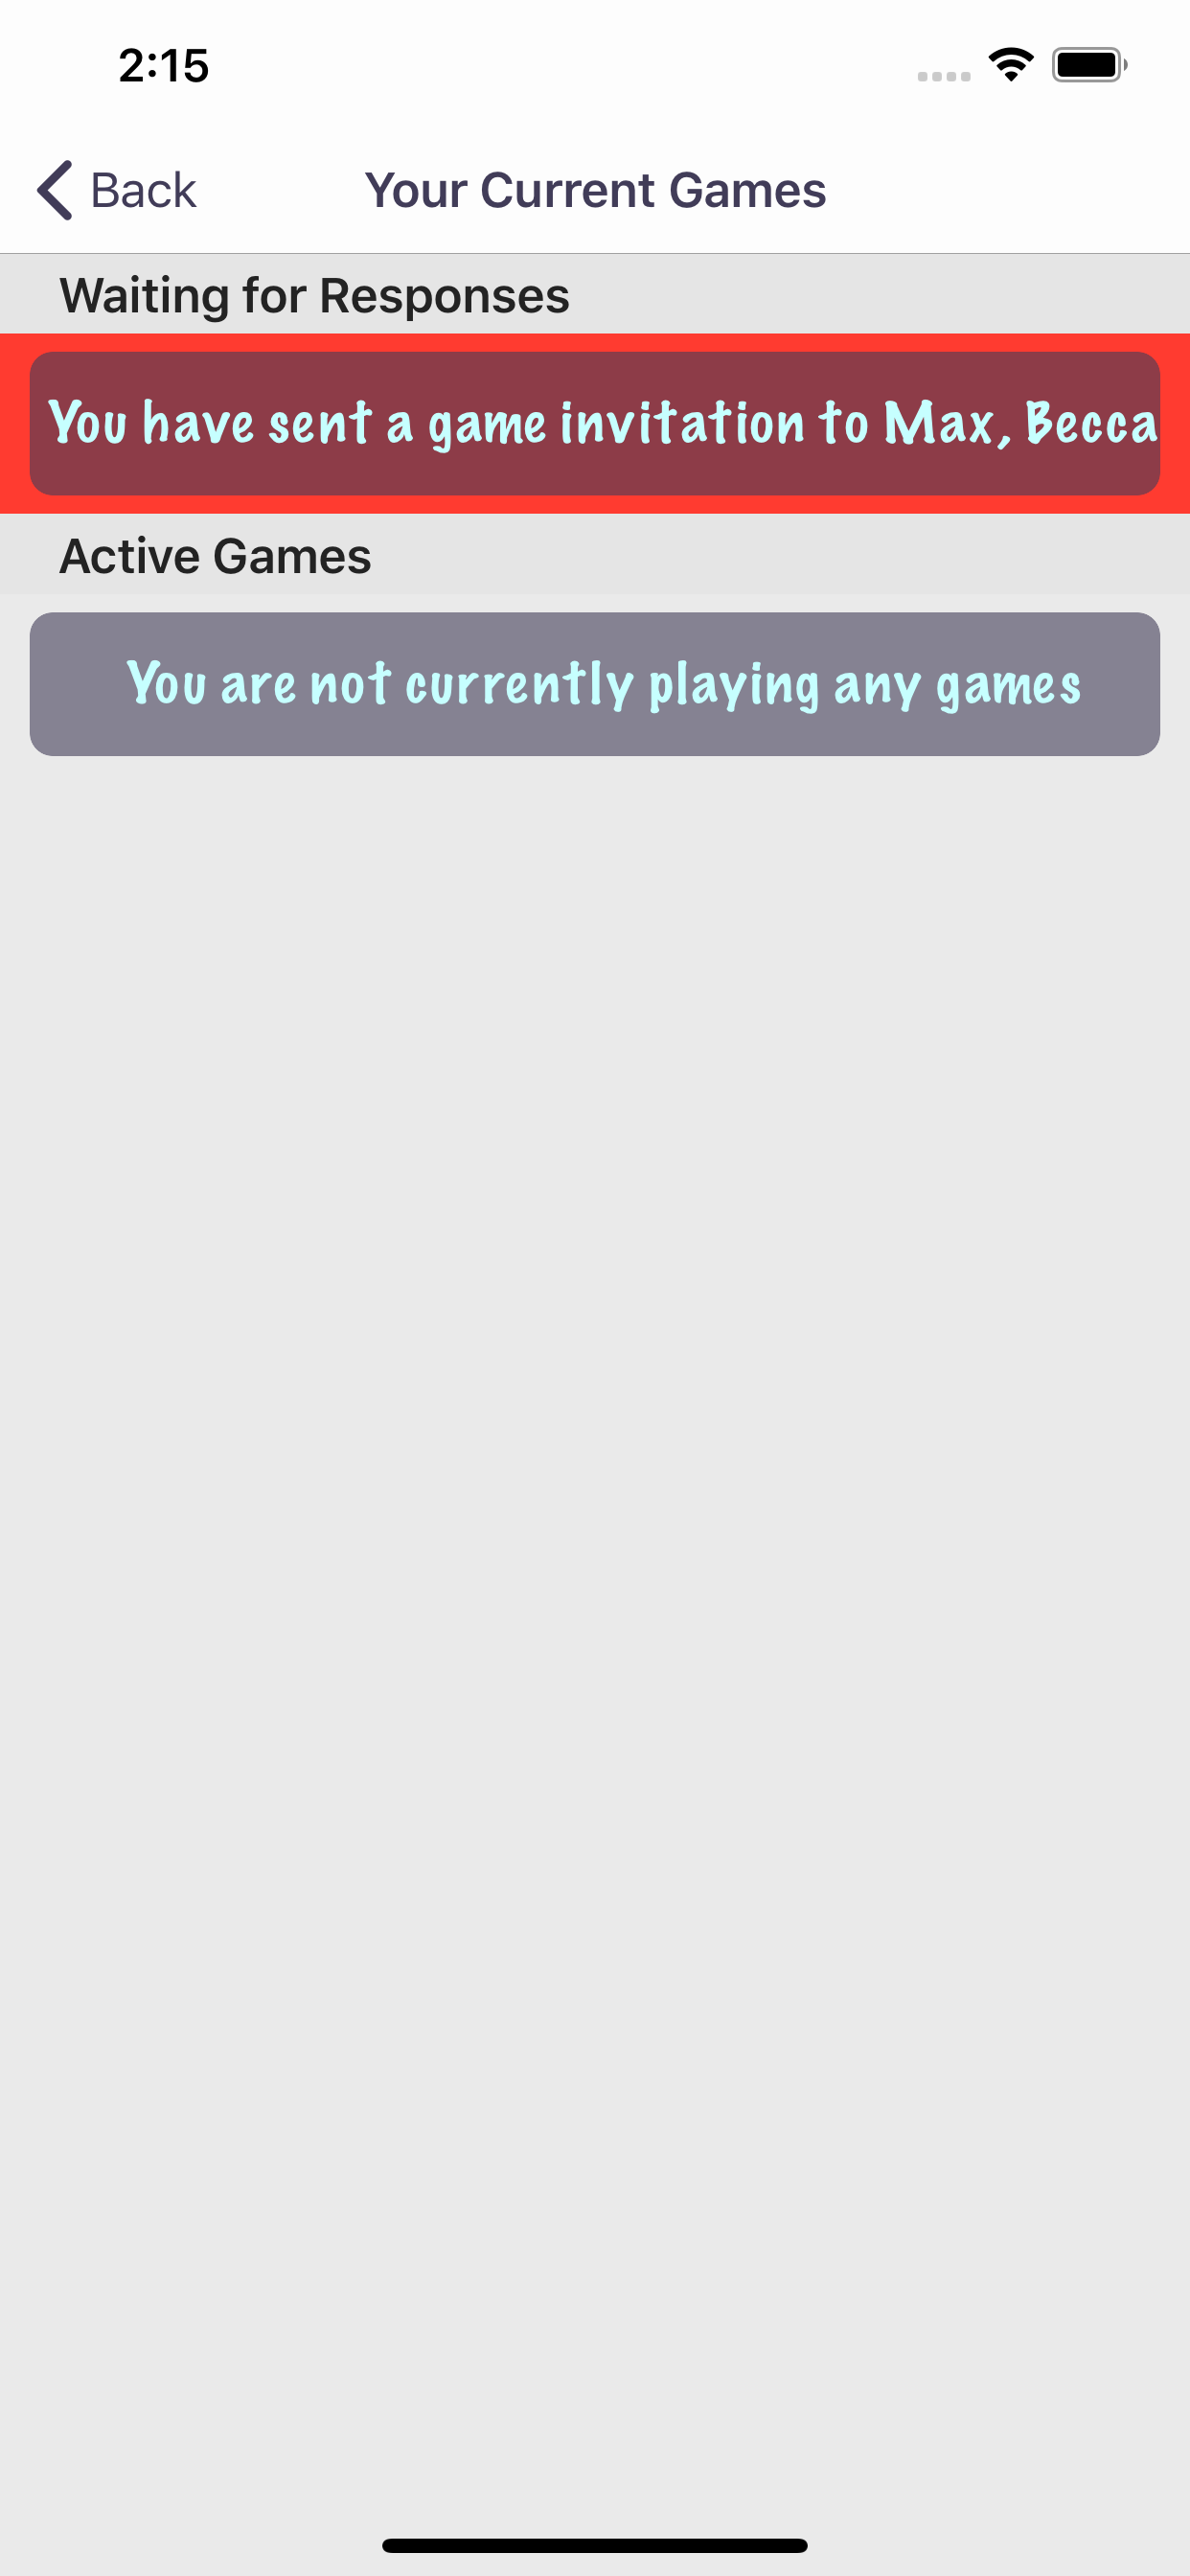 2:15
Back
Your Current Games
Waiting for Responses
You have sent a game invitation to Max, Becca
Active Games
You are not currently playing any games